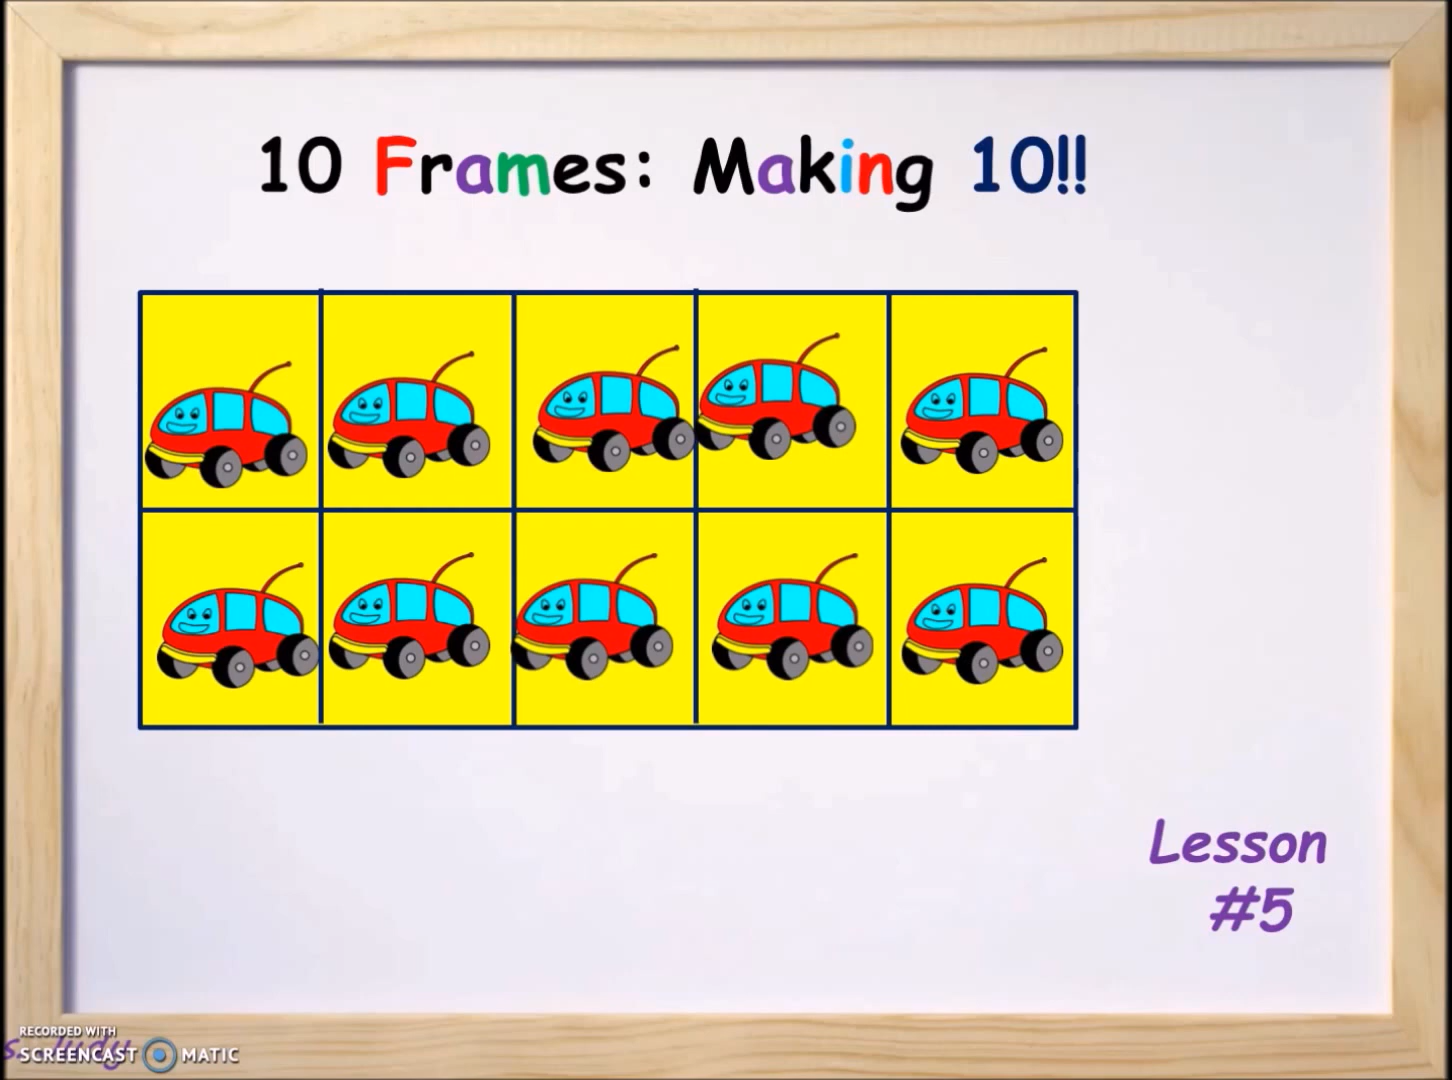 10 Frames: Making 10!!
Lesson
#5
RECORDED WITH
SCREENCAST MATIC